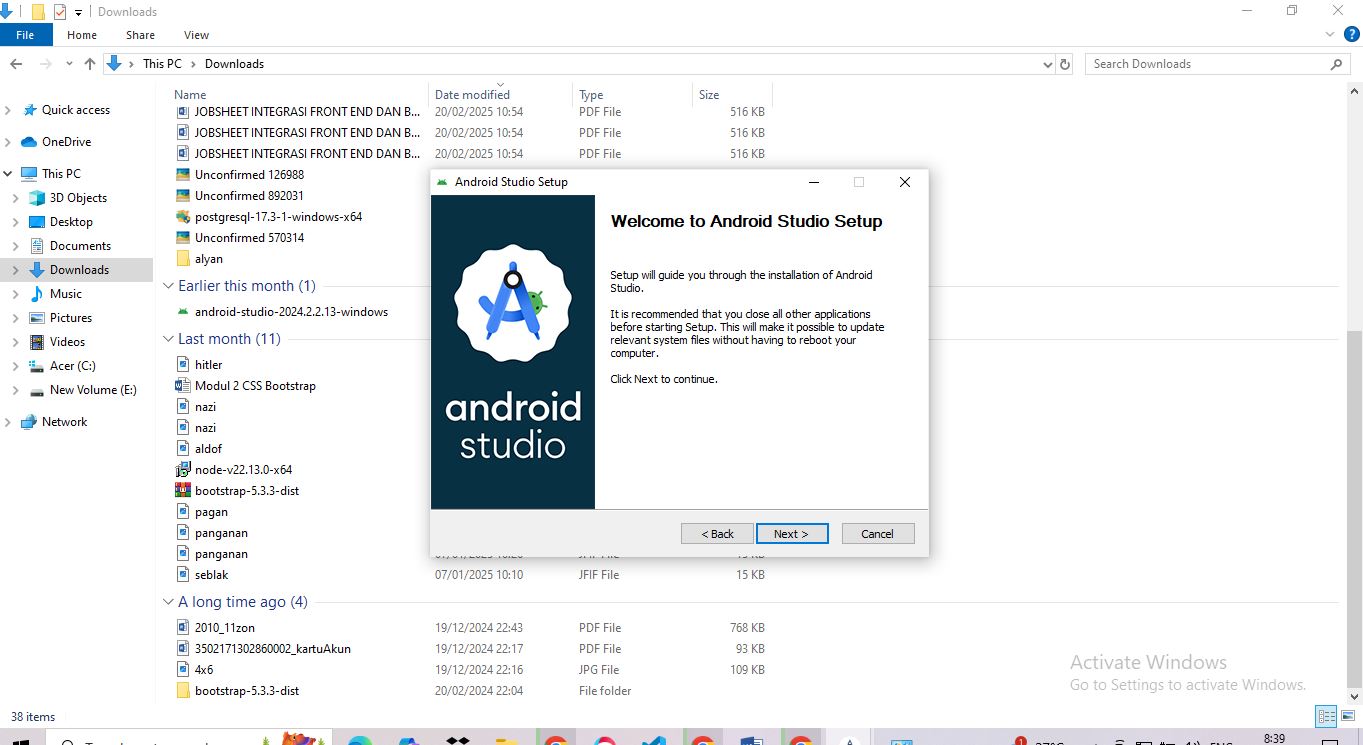 Downloads
File Home Share View
This PC Downloads Search Downloads
Name Date modified Type Size
Quick access
OneDrive
This PC
3D Objects
Desktop
Documents
Downloads
Music
Pictures
Videos
Acer (C:)
New Volume (E:)
Network
JOBSHEET INTEGRASI FRONT END DAN B... 20/02/2025 10:54 PDF File 516 KB
JOBSHEET INTEGRASI FRONT END DAN B... 20/02/2025 10:54 PDF File 516 KB
JOBSHEET INTEGRASI FRONT END DAN B... 20/02/2025 10:54 PDF File 516 KB
Unconfirmed 126988
Unconfirmed 892031
postgresql-17.3-1-windows-x64
Unconfirmed 570314
alyan
Earlier this month (1)
android-studio-2024.2.2.13-windows
Last month (11)
hitler
Modul 2 CSS Bootstrap
nazi
nazi
aldof
node-v22.13.0-x64
bootstrap-5.3.3-dist
pagan
panganan
panganan
seblak 07/01/2025 10:10 JFIF File 15 KB
A long time ago (4)
2010_11zon 19/12/2024 22:43 PDF File 768 KB
3502171302860002_kartuAkun 19/12/2024 22:17 PDF File 93 KB
4x6 19/12/2024 22:16 JPG File 109 KB
bootstrap-5.3.3-dist 20/02/2024 22:04 File folder
Android Studio Setup
android
studio
Welcome to Android Studio Setup
Setup will guide you through the installation of Android
Studio.
It is recommended that you close all other applications
before starting Setup. This will make it possible to update
relevant system files without having to reboot your
computer.
Click Next to continue.
< Back Next > Cancel
Activate Windows
Go to Settings to activate Windows.
38 items
8:39